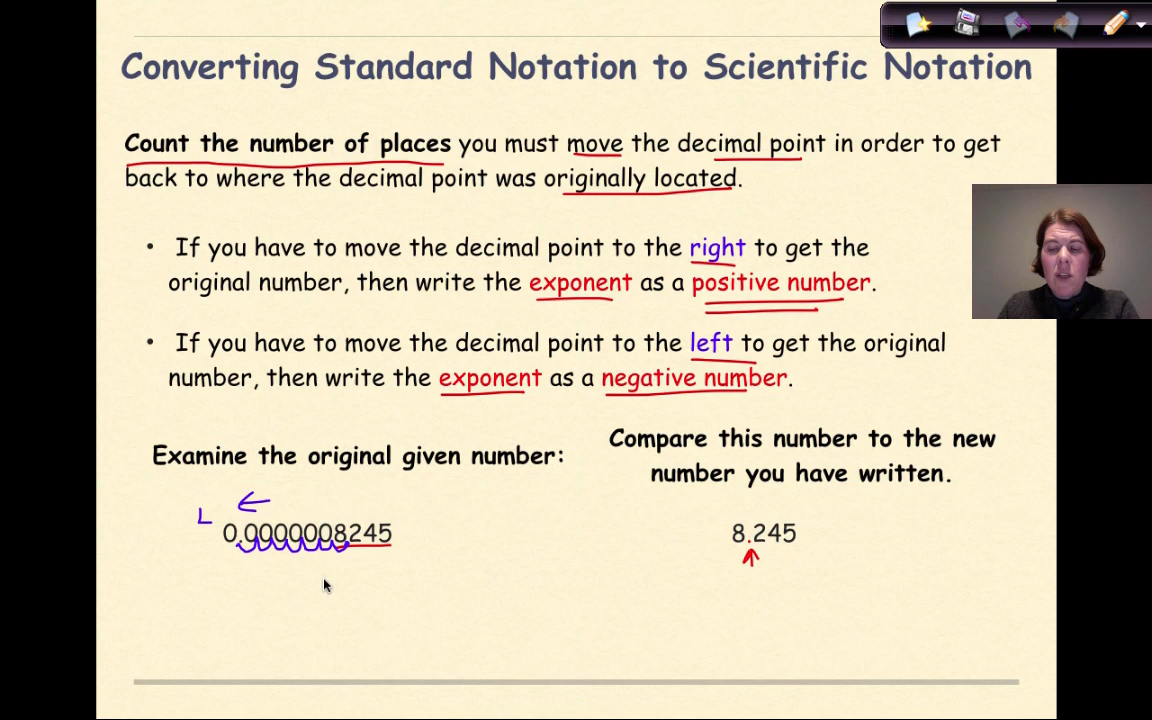 Converting Standard Notation to Scientific Notation
Count the number of places you must move the decimal point in order to get
back to where the decimal point was originally located.
• If you have to move the decimal point to the right to get the
original number, then write the exponent as a positive number.
• If you have to move the decimal point to the left to get the original
number, then write the exponent as a negative number.
Examine the original given number:
L
0.0000008245
Compare this number to the new
number you have written.
8.245